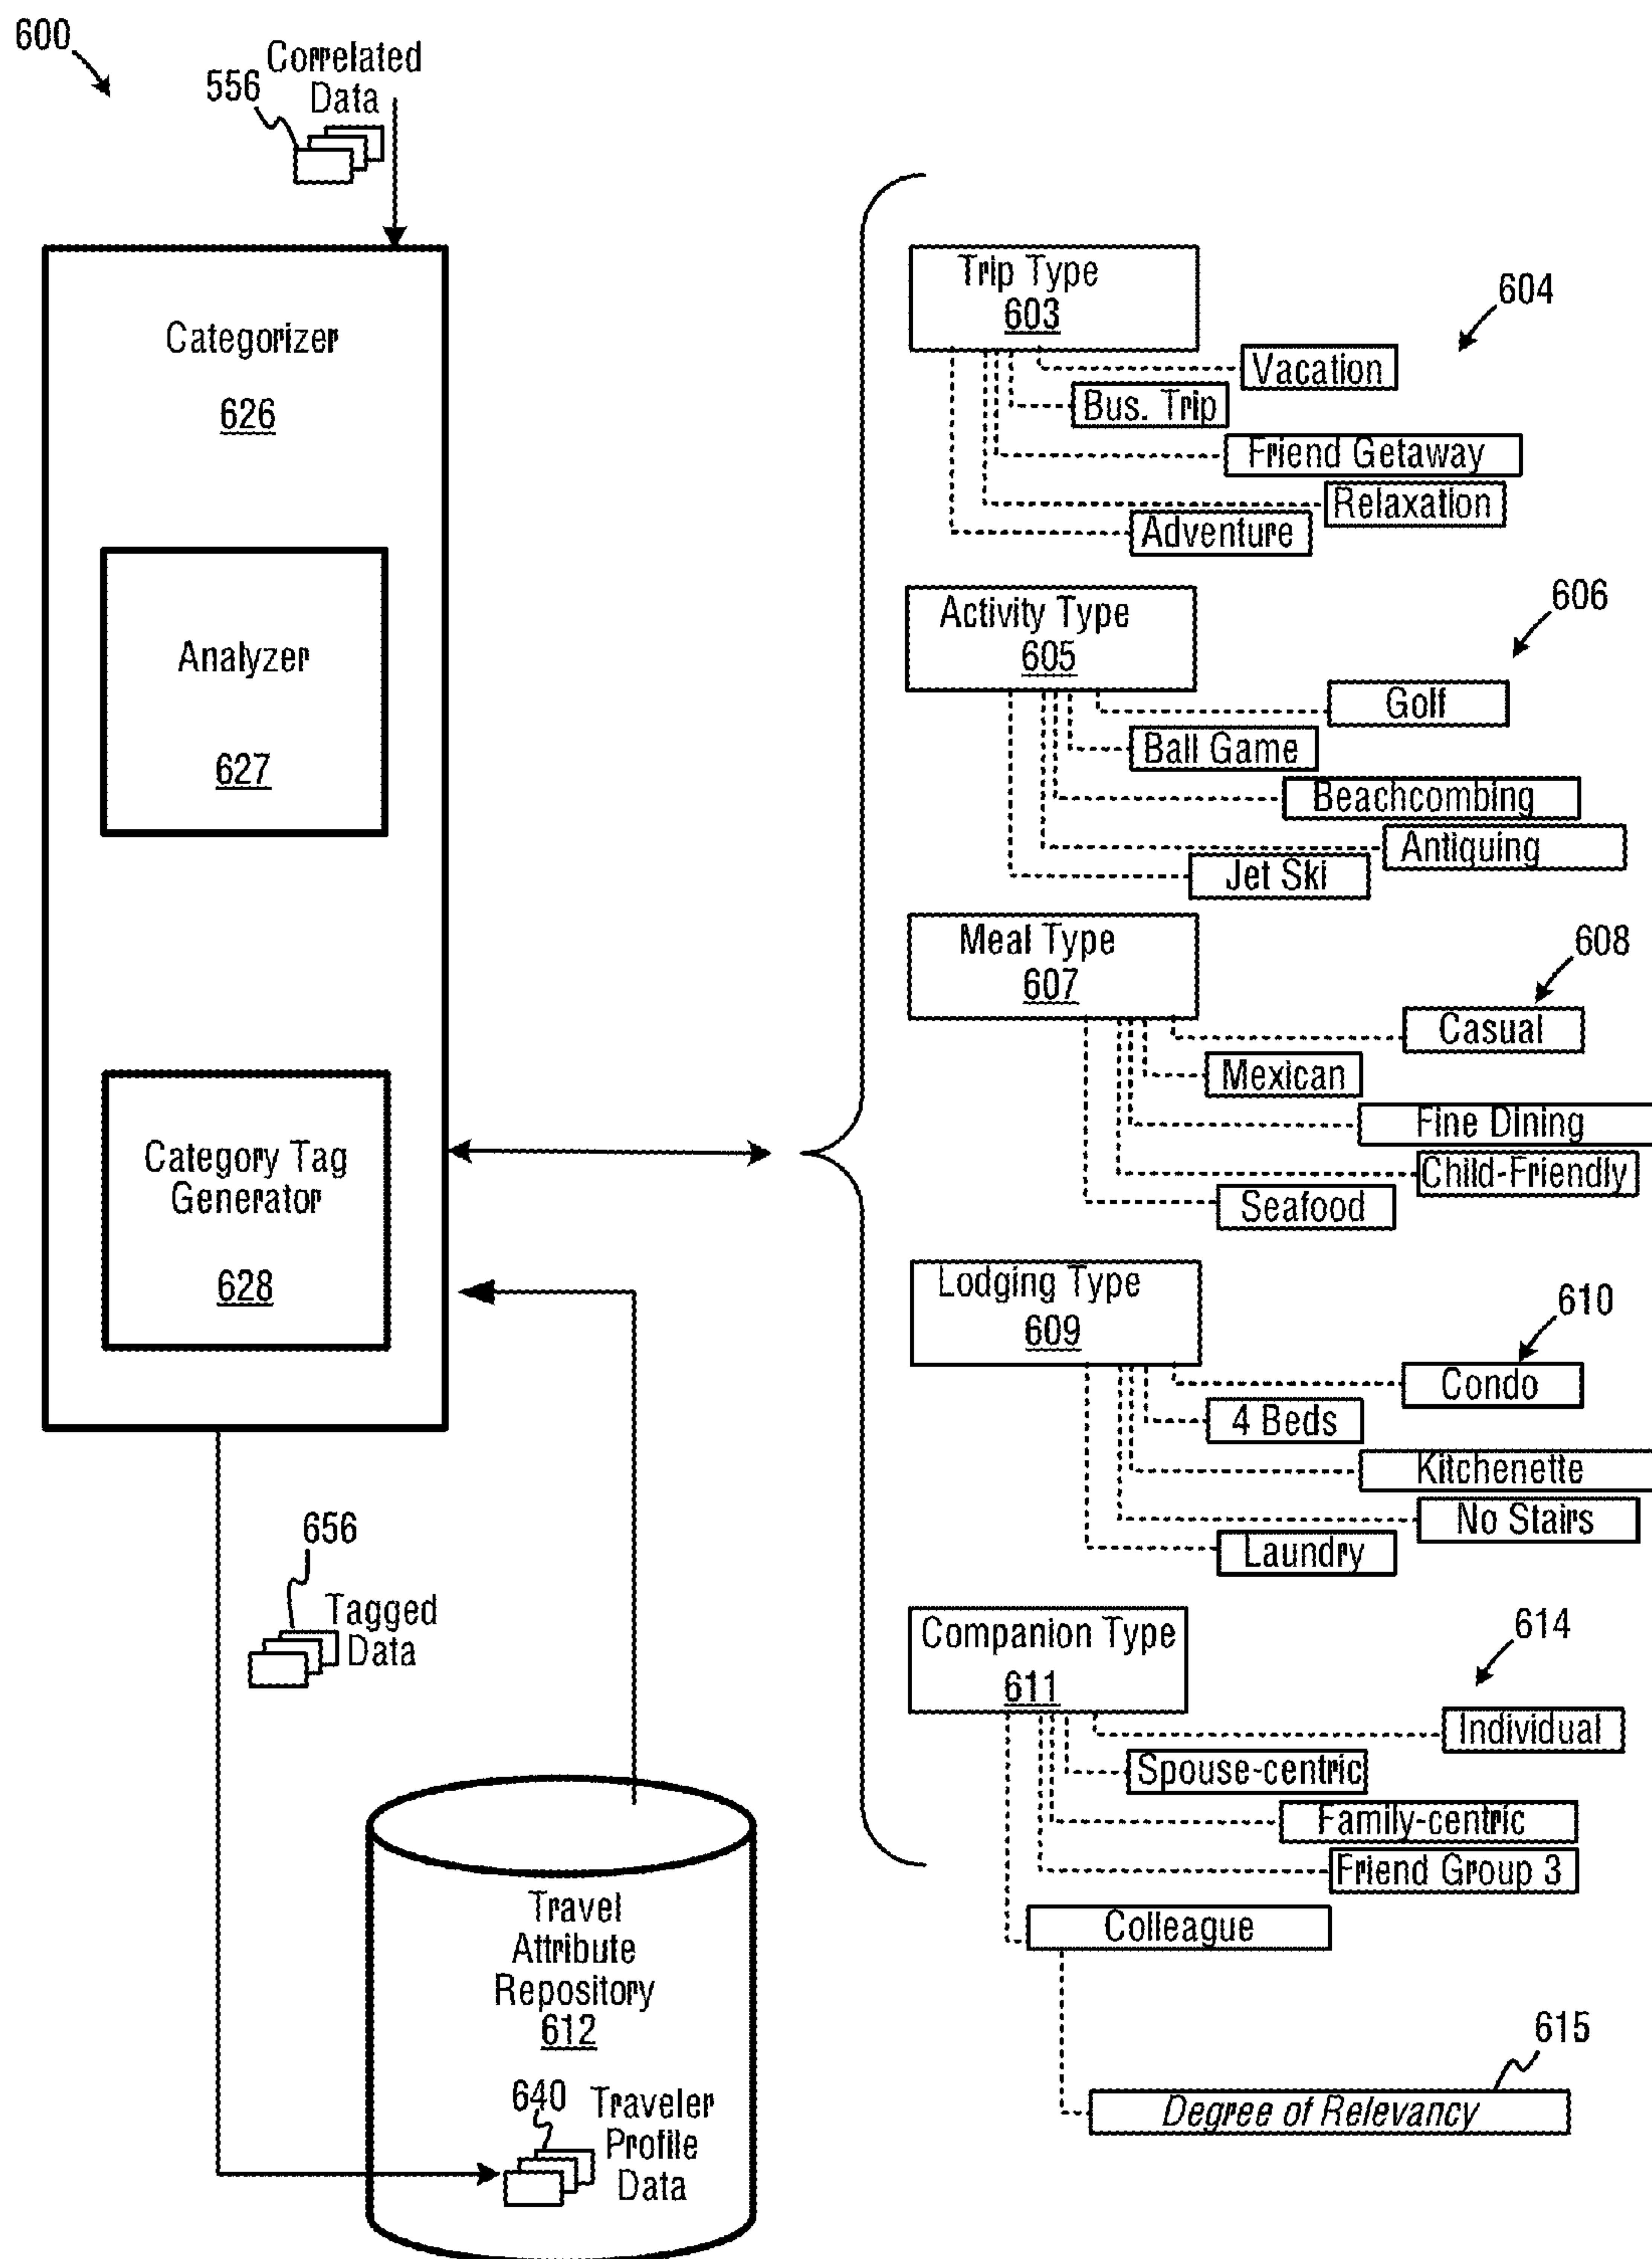 600
Correlated
Data
556
Categorizer
626
Analyzer
627
Category Tag
Generator
628
656
Tagged
Data
Travel
Attribute
Repository
612
640
Traveler
Profile
Data
Trip Type
603
604
Vacation
Bus. Trip
Friend Getaway
Relaxation
Adventure
Activity Type
605
606
Golf
Ball Game
Beachcombing
Antiquing
Jet Ski
Meal Type
607
608
Casual
Mexican
Fine Dining
Child-Friendly
Seafood
Lodging Type
609
610
Condo
4 Beds
Kitchenette
No Stairs
Laundry
Companion Type
611
614
Individual
Spouse-centric
Family-centric
Friend Group 3
Colleague
615
Degree of Relevancy